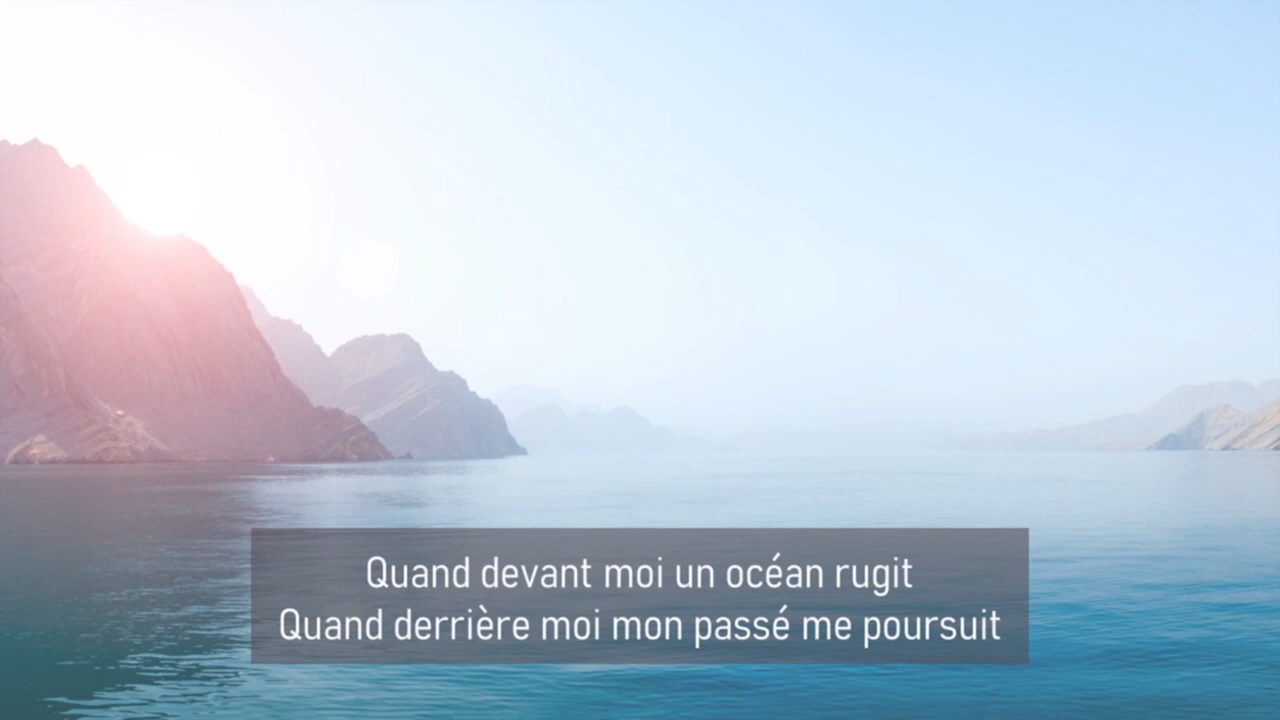 Quand devant moi un océan rugit
Quand derrière moi mon passé me poursuit